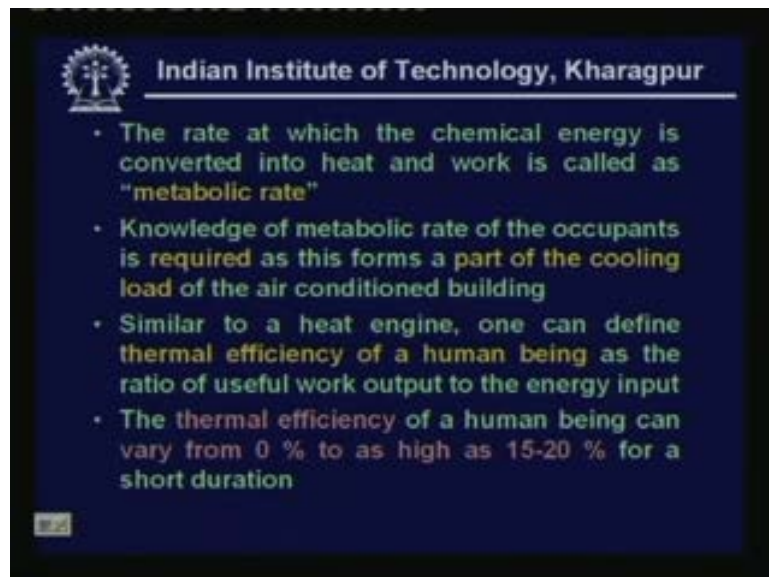 Indian Institute of Technology, Kharagpur
• The rate at which the chemical energy is
converted into heat and work is called as
"metabolic rate"
• Knowledge of metabolic rate of the occupants
is required as this forms a part of the cooling
load of the air conditioned building
• Similar to a heat engine, one can define
thermal efficiency of a human being as the
ratio of useful work output to the energy input
• The thermal efficiency of a human being can
vary from 0 % to as high as 15-20 % for a
short duration